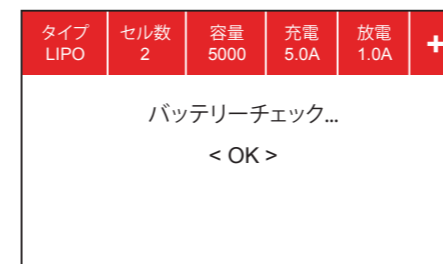 タイプ セル数 容量 充電 放電 +
LIPO 2 5000 5.0A 1.0A
バッテリーチェック...
< OK >